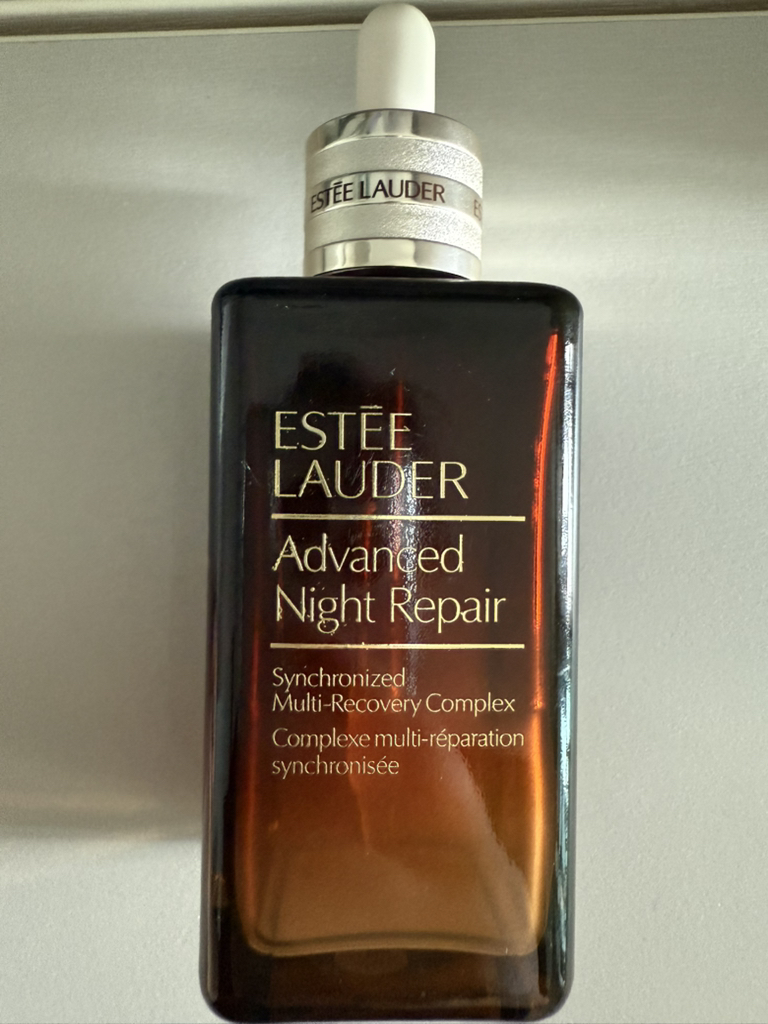 ESTĒE LAUDER
ESTĒE
LAUDER
Advanced
Night Repair
Synchronized
Multi-Recovery Complex
Complexe multi-réparation
synchronisée